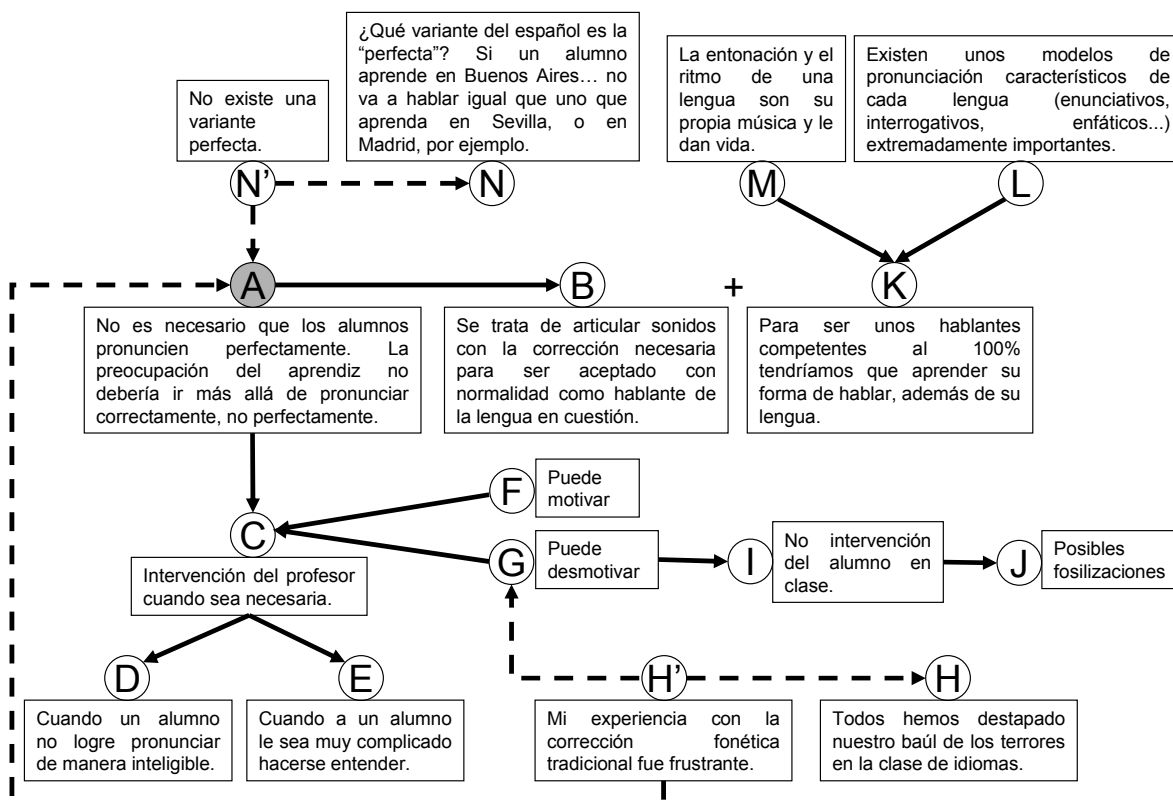 No existe una
variante
perfecta.
¿Qué variante del español es la
“perfecta”? Si un alumno
aprende en Buenos Aires… no
va a hablar igual que uno que
aprenda en Sevilla, o en
Madrid, por ejemplo.
La entonación y el
ritmo de una
lengua son su
propia música y le
dan vida.
Existen unos modelos de
pronunciación característicos de
cada lengua (enunciativos,
interrogativos, enfáticos...)
extremadamente importantes.
N’
N
M
L
A
B
+
K
No es necesario que los alumnos
pronuncien perfectamente. La
preocupación del aprendiz no
debería ir más allá de pronunciar
correctamente, no perfectamente.
Se trata de articular sonidos
con la corrección necesaria
para ser aceptado con
normalidad como hablante de
la lengua en cuestión.
Para ser unos hablantes
competentes al 100%
tendríamos que aprender su
forma de hablar, además de su
lengua.
F
Puede
motivar
C
Intervención del profesor
cuando sea necesaria.
G
Puede
desmotivar
I
No intervención
del alumno en
clase.
J
Posibles
fosilizaciones
D
E
H’
H
Cuando un alumno
no logre pronunciar
de manera inteligible.
Cuando a un alumno
le sea muy complicado
hacerse entender.
Mi experiencia con la
corrección fonética
tradicional fue frustrante.
Todos hemos destapado
nuestro baúl de los terrores
en la clase de idiomas.